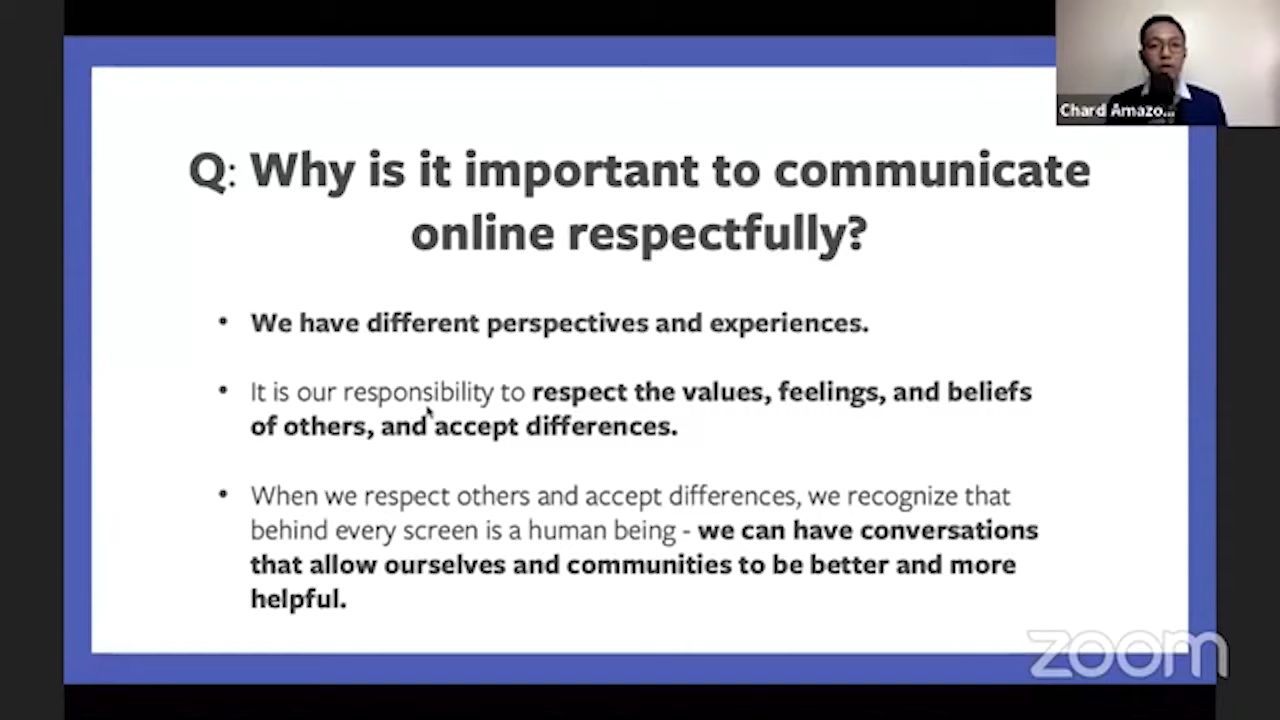 Chard Amazo...
Q: Why is it important to communicate
online respectfully?
• We have different perspectives and experiences.
• It is our responsibility to respect the values, feelings, and beliefs
of others, and accept differences.
• When we respect others and accept differences, we recognize that
behind every screen is a human being - we can have conversations
that allow ourselves and communities to be better and more
helpful.
zoom